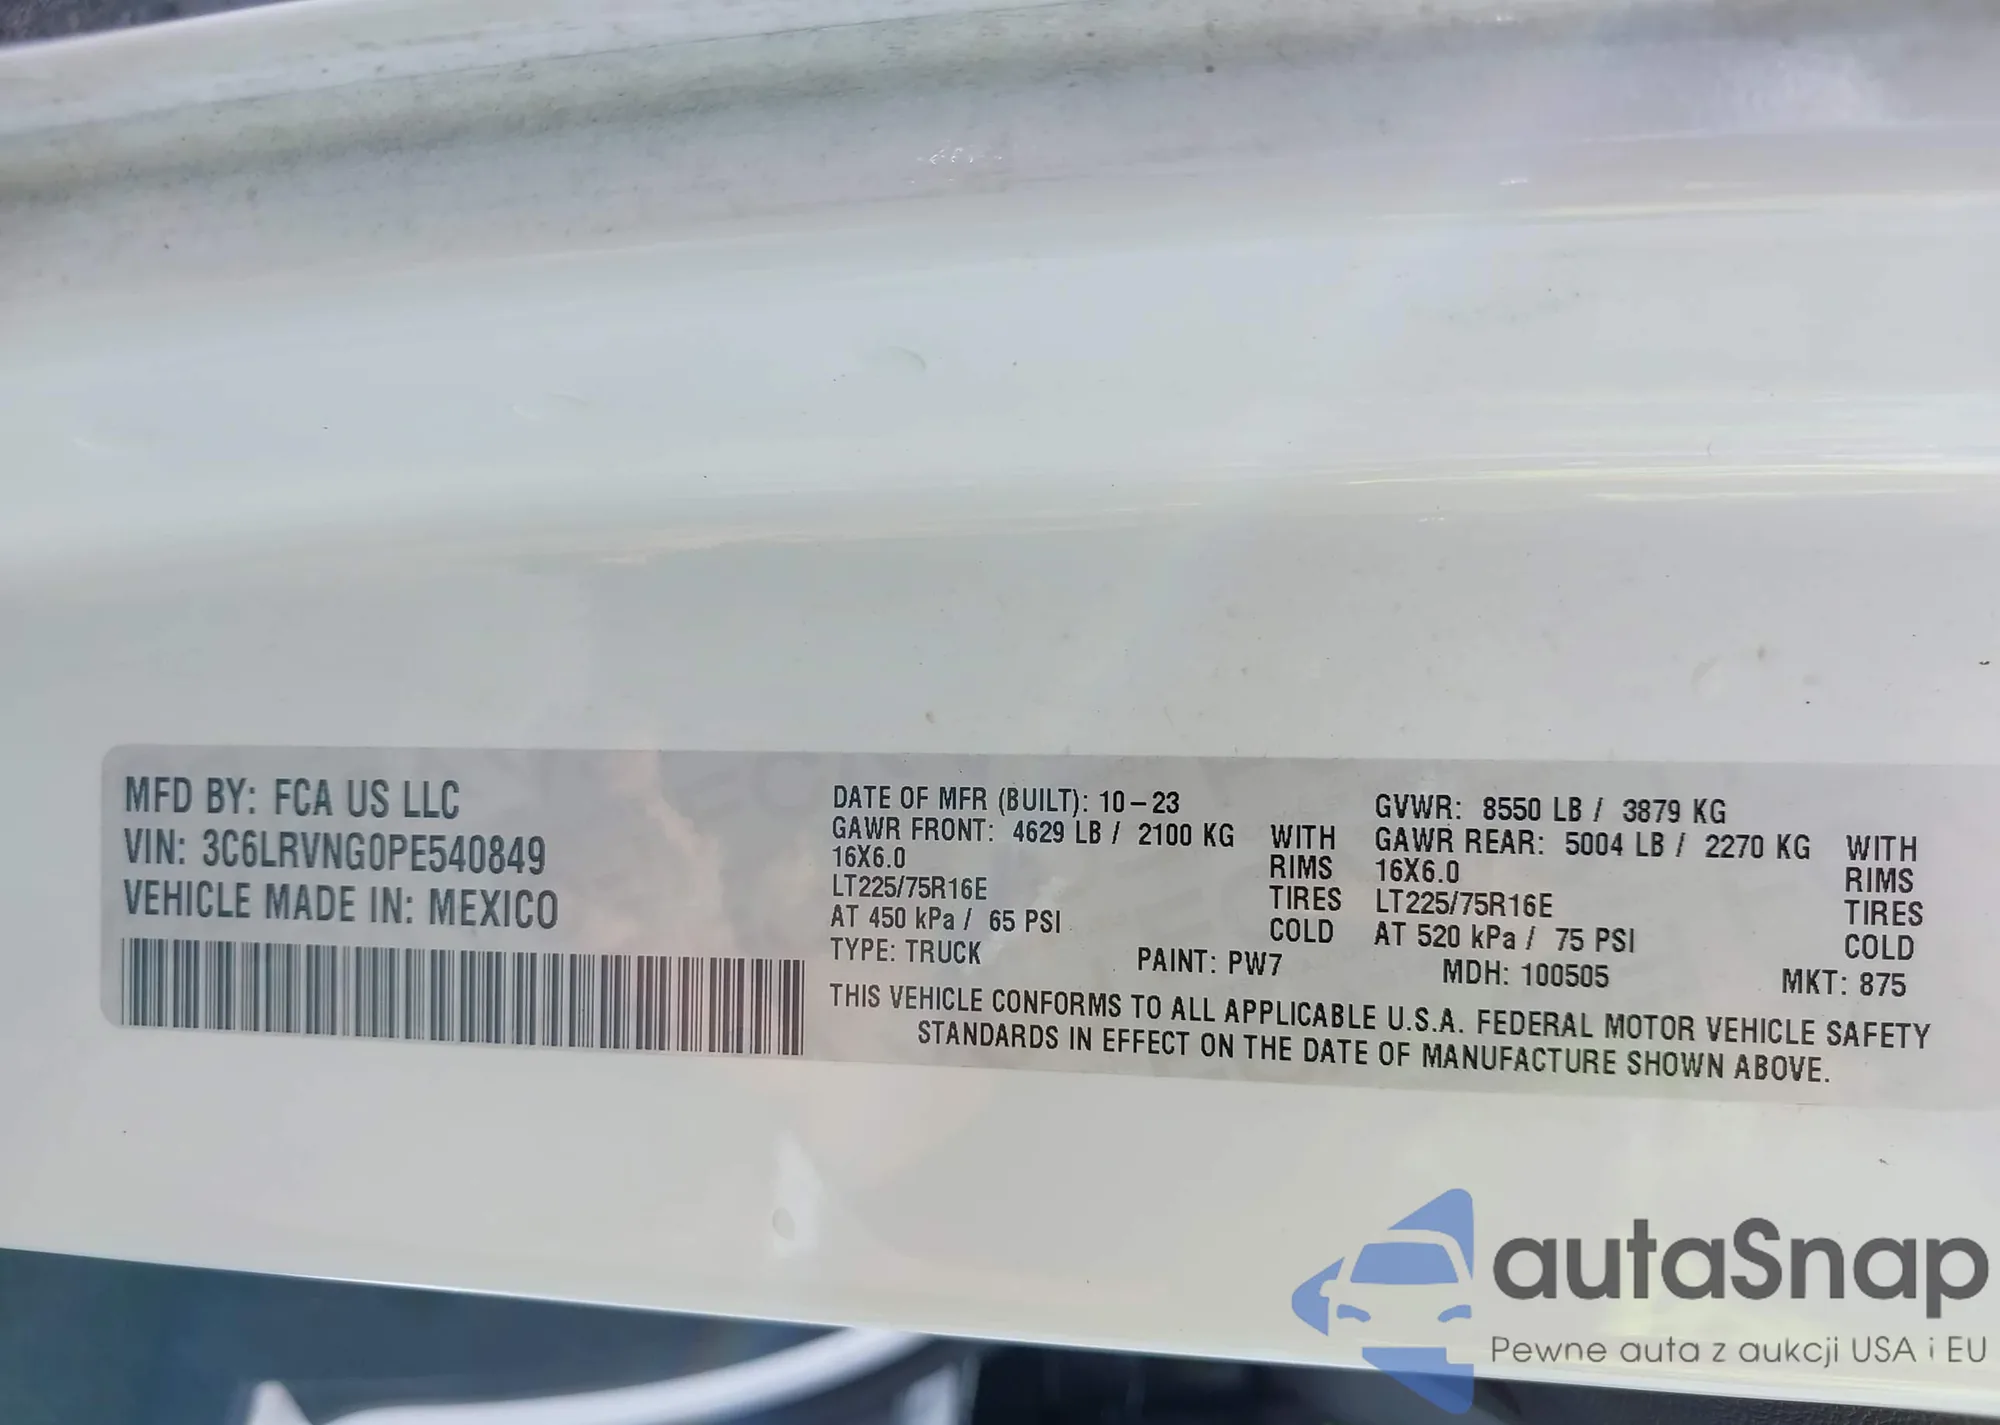 MFD BY: FCA US LLC
VIN: 3C6LRVNG0PE540849
VEHICLE MADE IN: MEXICO
DATE OF MFR (BUILT): 10-23
GVWR: 8550 LB / 3879 KG
GAWR FRONT: 4629 LB / 2100 KG WITH
16X6.0 RIMS
LT225/75R16E TIRES
AT 450 kPa / 65 PSI COLD
GAWR REAR: 5004 LB / 2270 KG WITH
16X6.0 RIMS
LT225/75R16E TIRES
AT 520 kPa / 75 PSI COLD
TYPE: TRUCK PAINT: PW7 MDH: 100505 MKT: 875
THIS VEHICLE CONFORMS TO ALL APPLICABLE U.S.A. FEDERAL MOTOR VEHICLE SAFETY
STANDARDS IN EFFECT ON THE DATE OF MANUFACTURE SHOWN ABOVE.
autaSnap
Pewne auta z aukcji USA i EU